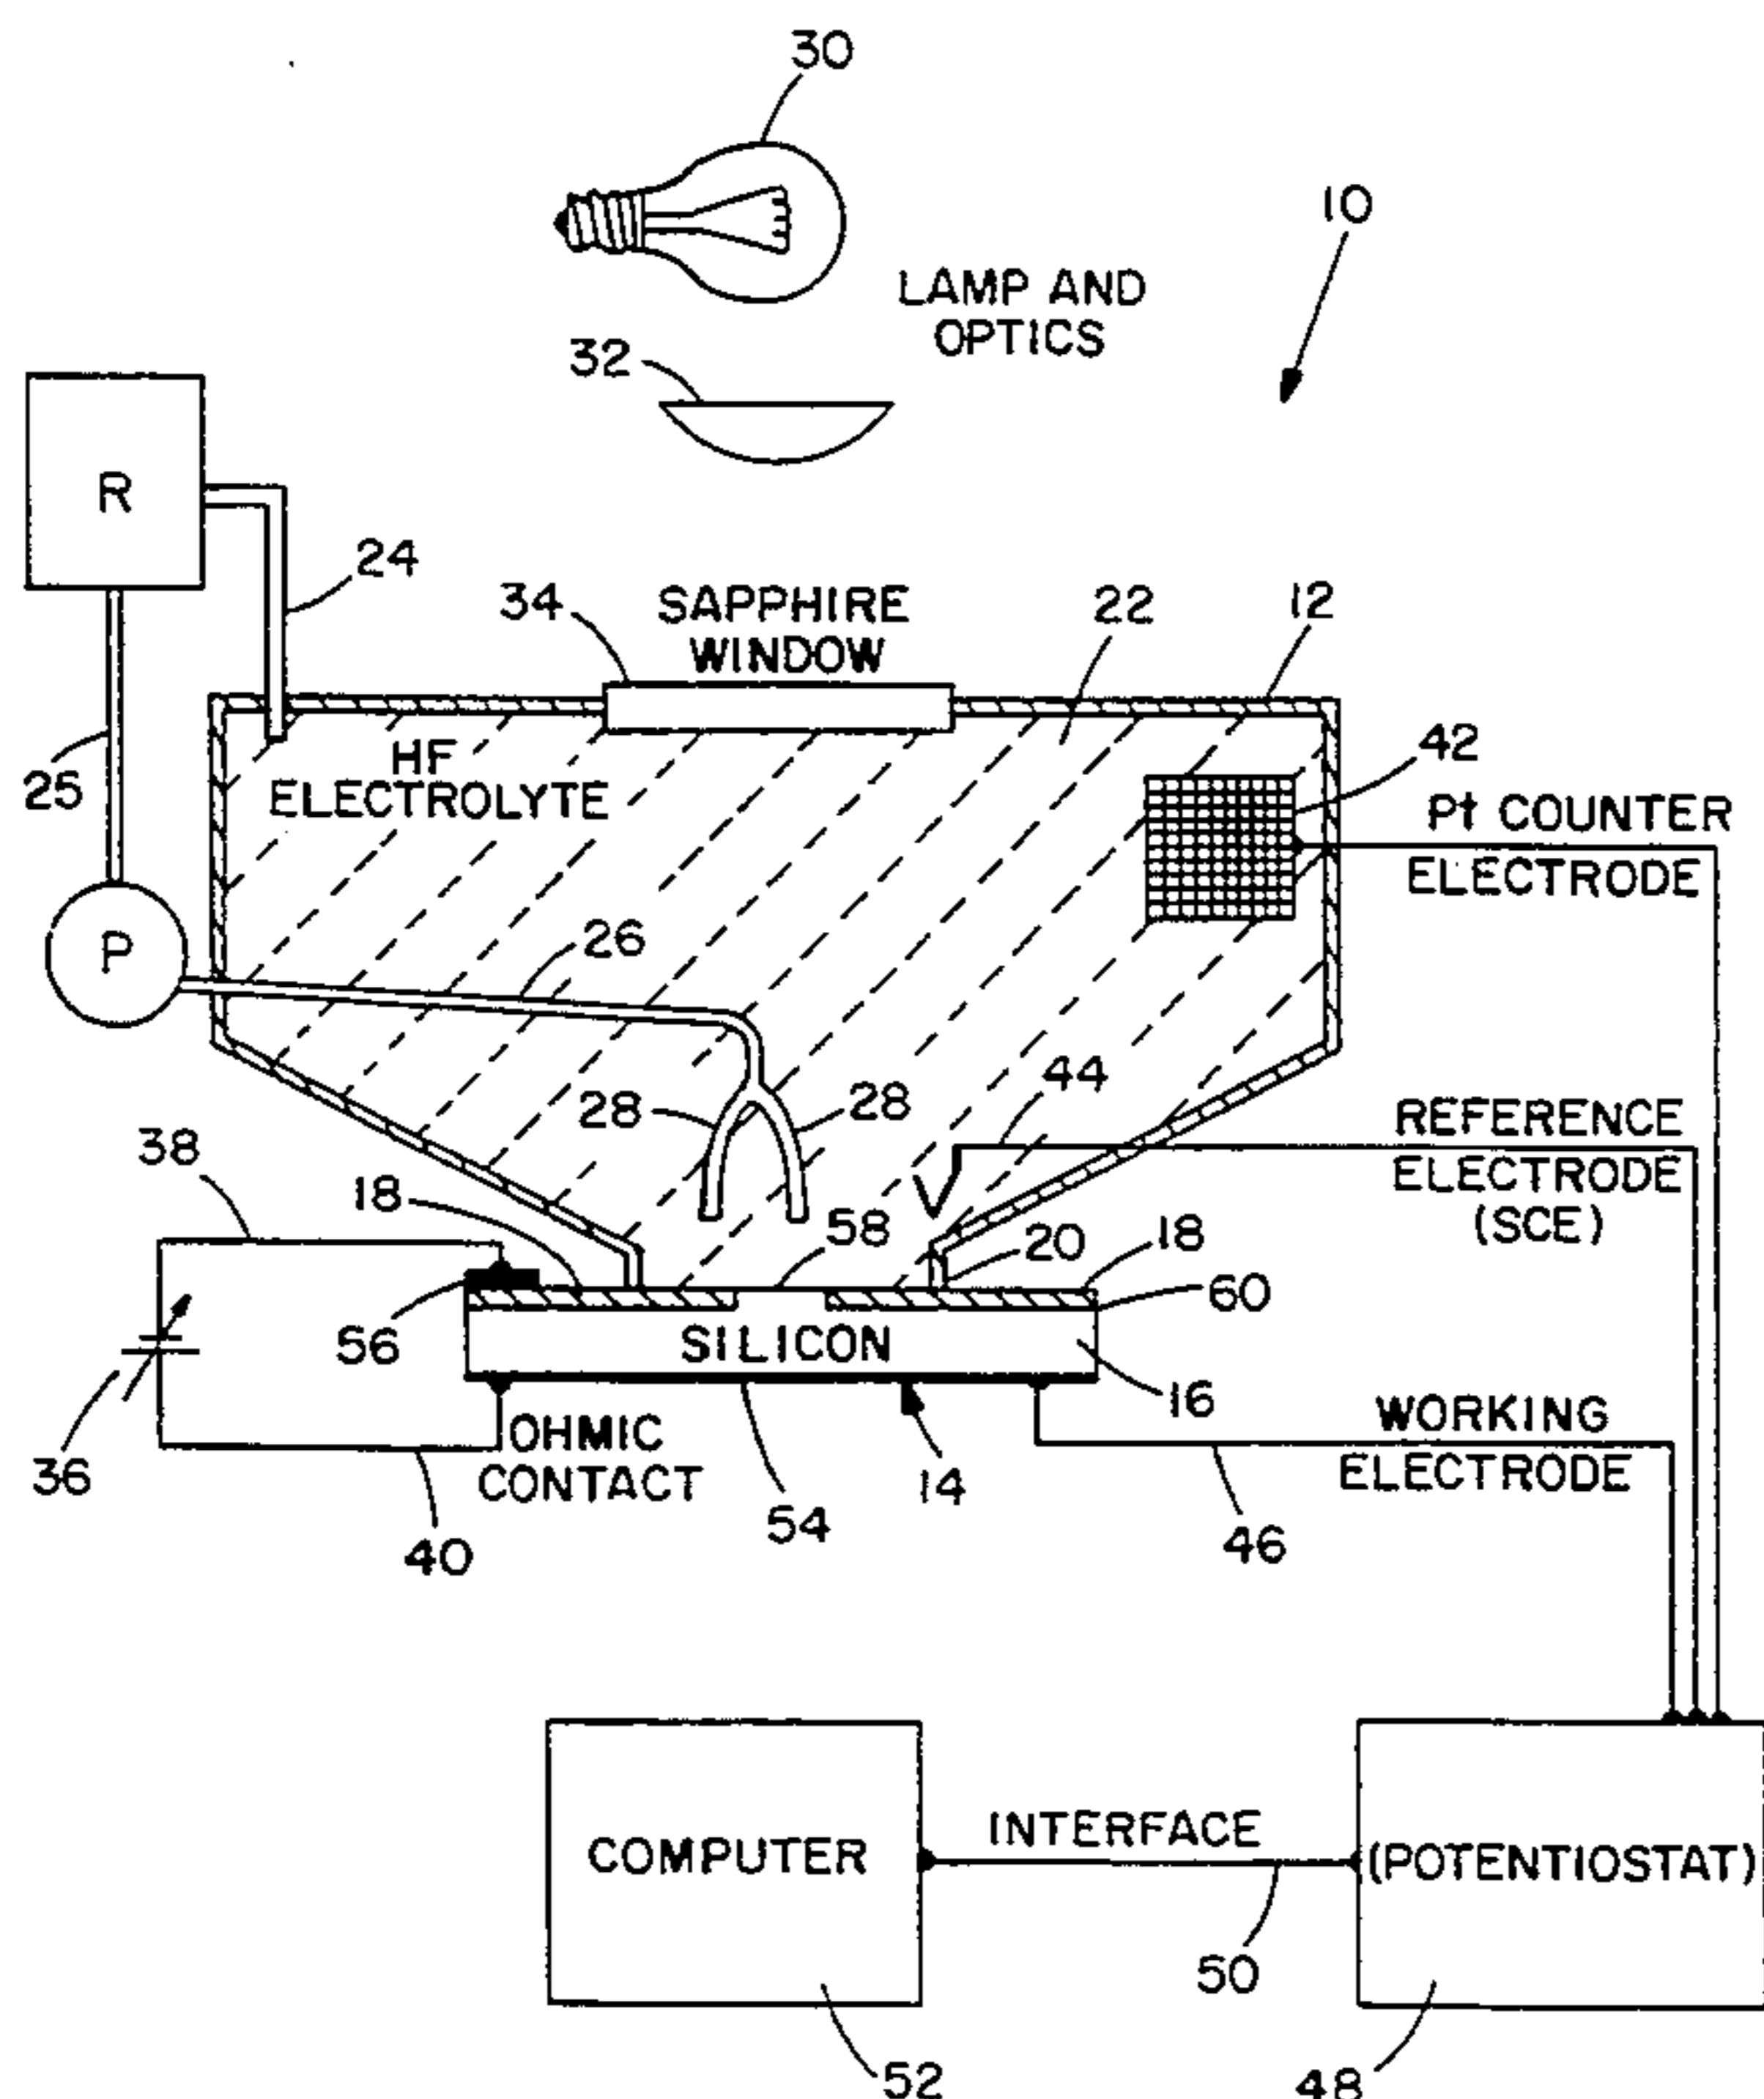 30
10
LAMP AND
OPTICS
32
R
24
34
SAPPHIRE
WINDOW
22
12
25
HF
ELECTROLYTE
42
Pt COUNTER
ELECTRODE
P
26
28
28
44
REFERENCE
ELECTRODE
(SCE)
38
18
58
20
18
60
56
SILICON
16
36
OHMIC
CONTACT
14
WORKING
ELECTRODE
54
40
46
COMPUTER
INTERFACE
(POTENTIOSTAT)
50
52
48